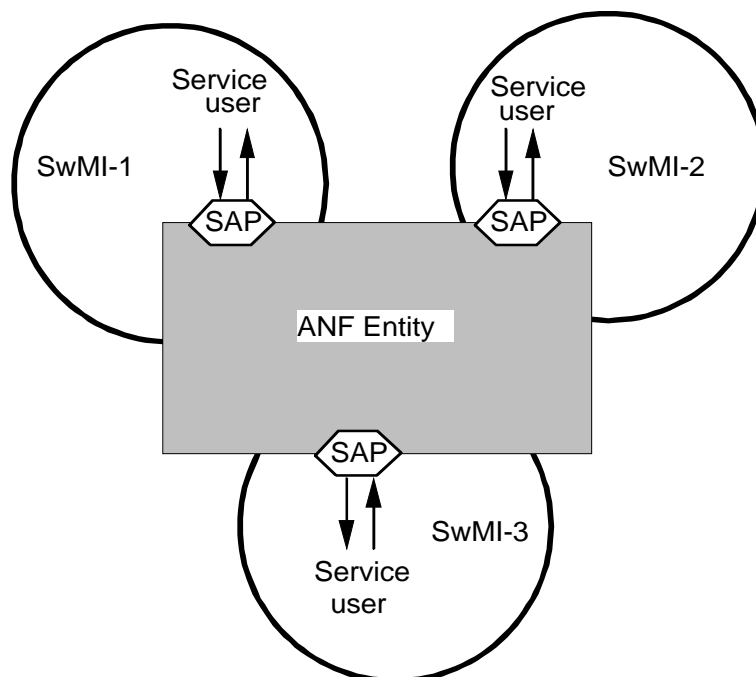 Service
user
SwMI-1
SAP
Service
user
SwMI-2
SAP
ANF Entity
SAP
SwMI-3
Service
user